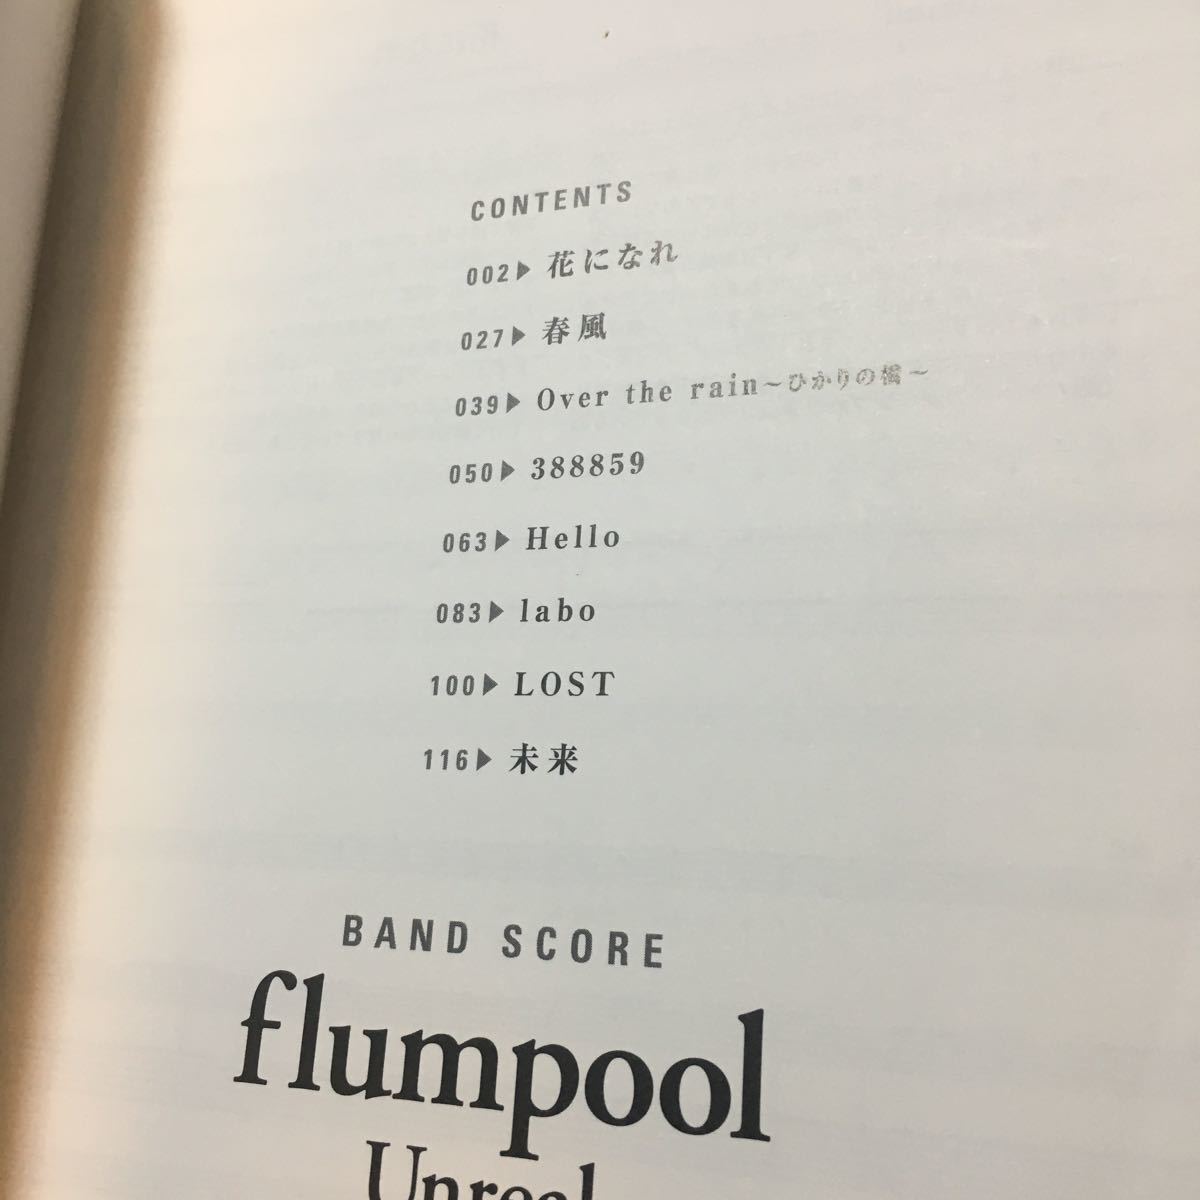 CONTENTS
002▶花になれ
027▶春風
039▶Over the rain~ひかりの橋~
050▶388859
063▶Hello
083▶labo
100▶LOST
116▶未来
BAND SCORE
flumpool
Unreal